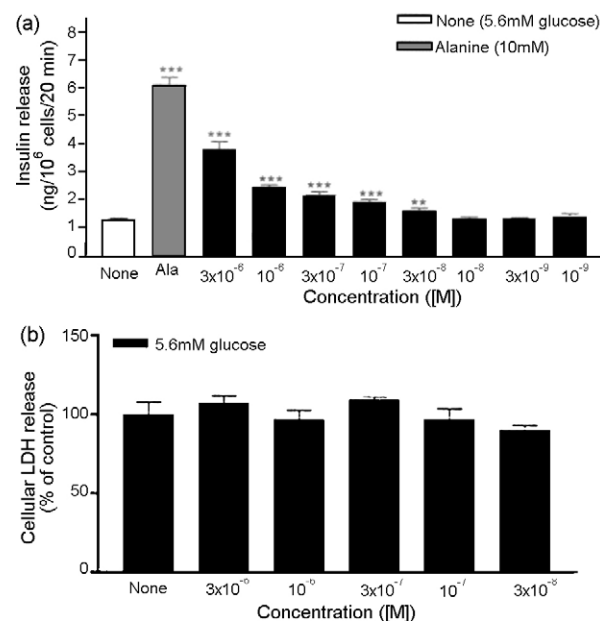 (a)
None (5.6mM glucose)
Alanine (10mM)
Insulin release
(ng/10⁶ cells/20 min)
8
6
4
2
1
0
***
***
***
***
***
**
None Ala 3x10⁻⁶ 10⁻⁶ 3x10⁻⁷ 10⁻⁷ 3x10⁻⁸ 10⁻⁸ 3x10⁻⁹ 10⁻⁹
Concentration ([M])
(b)
5.6mM glucose
Cellular LDH release
(% of control)
150
100
50
0
None 3x10⁻⁶ 10⁻⁶ 3x10⁻⁷ 10⁻⁷ 3x10⁻⁸
Concentration ([M])